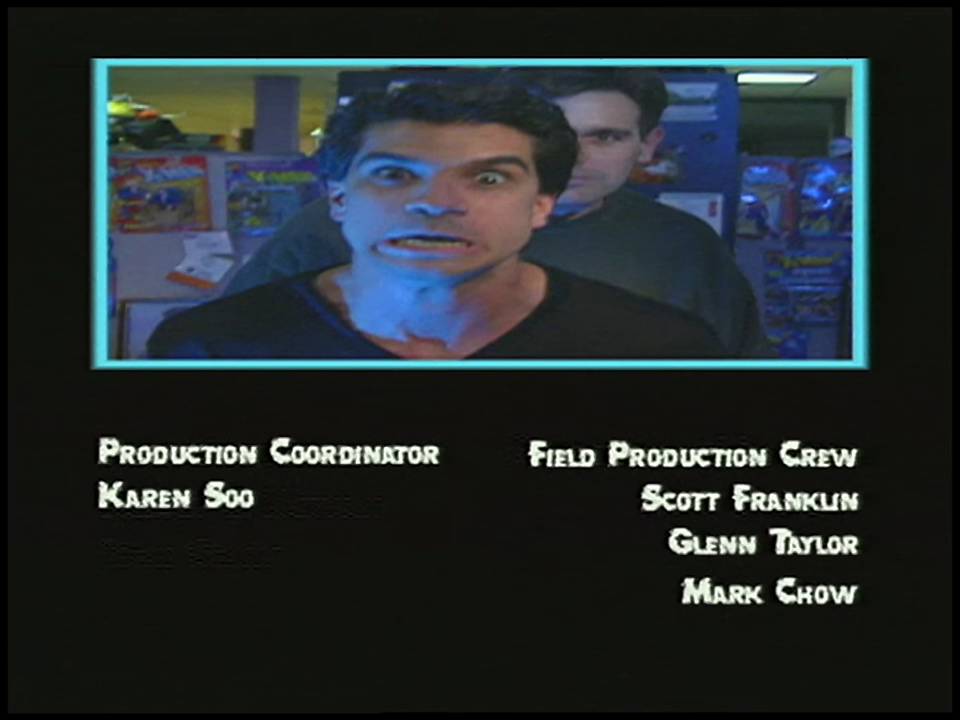 Production Coordinator
Karen Soo
Field Production Crew
Scott Franklin
Glenn Taylor
Mark Chow